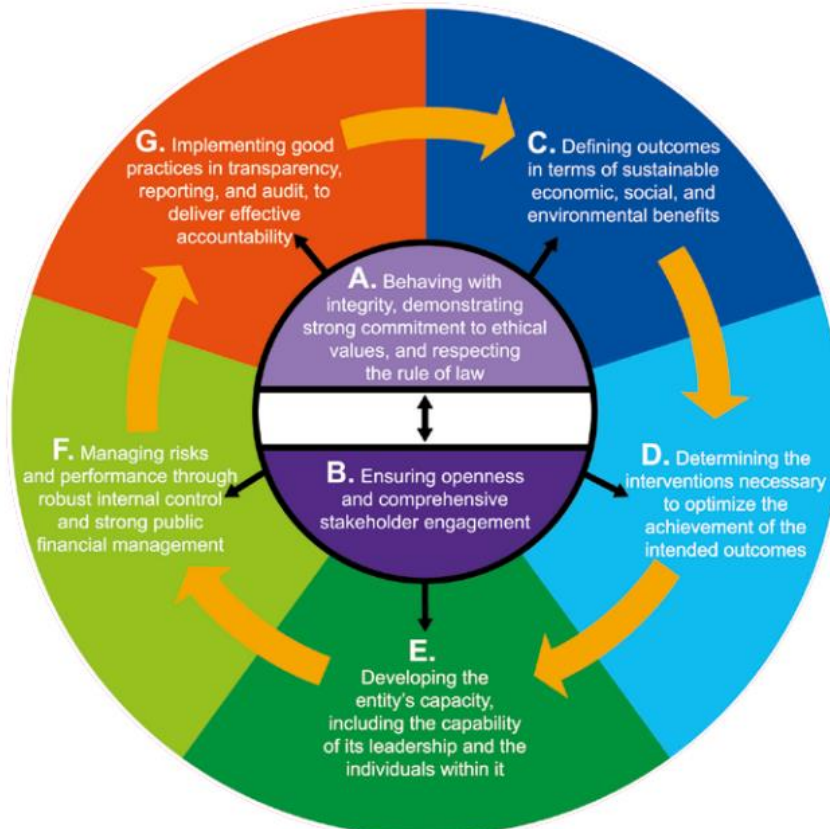 G. Implementing good
practices in transparency,
reporting, and audit, to
deliver effective
accountability
C. Defining outcomes
in terms of sustainable
economic, social, and
environmental benefits
A. Behaving with
integrity, demonstrating
strong commitment to ethical
values, and respecting
the rule of law
F. Managing risks
and performance through
robust internal control
and strong public
financial management
B. Ensuring openness
and comprehensive
stakeholder engagement
D. Determining the
interventions necessary
to optimize the
achievement of the
intended outcomes
E.
Developing the
entity's capacity,
including the capability
of its leadership and the
individuals within it